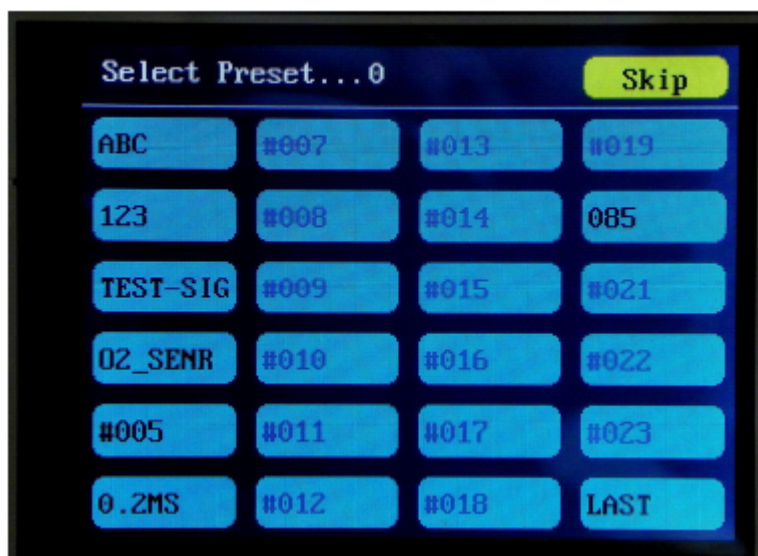 Select Preset...0 Skip
ABC #007 #013 #019
123 #008 #014 085
TEST-SIG #009 #015 #021
O2_SENR #010 #016 #022
#005 #011 #017 #023
0.2MS #012 #018 LAST